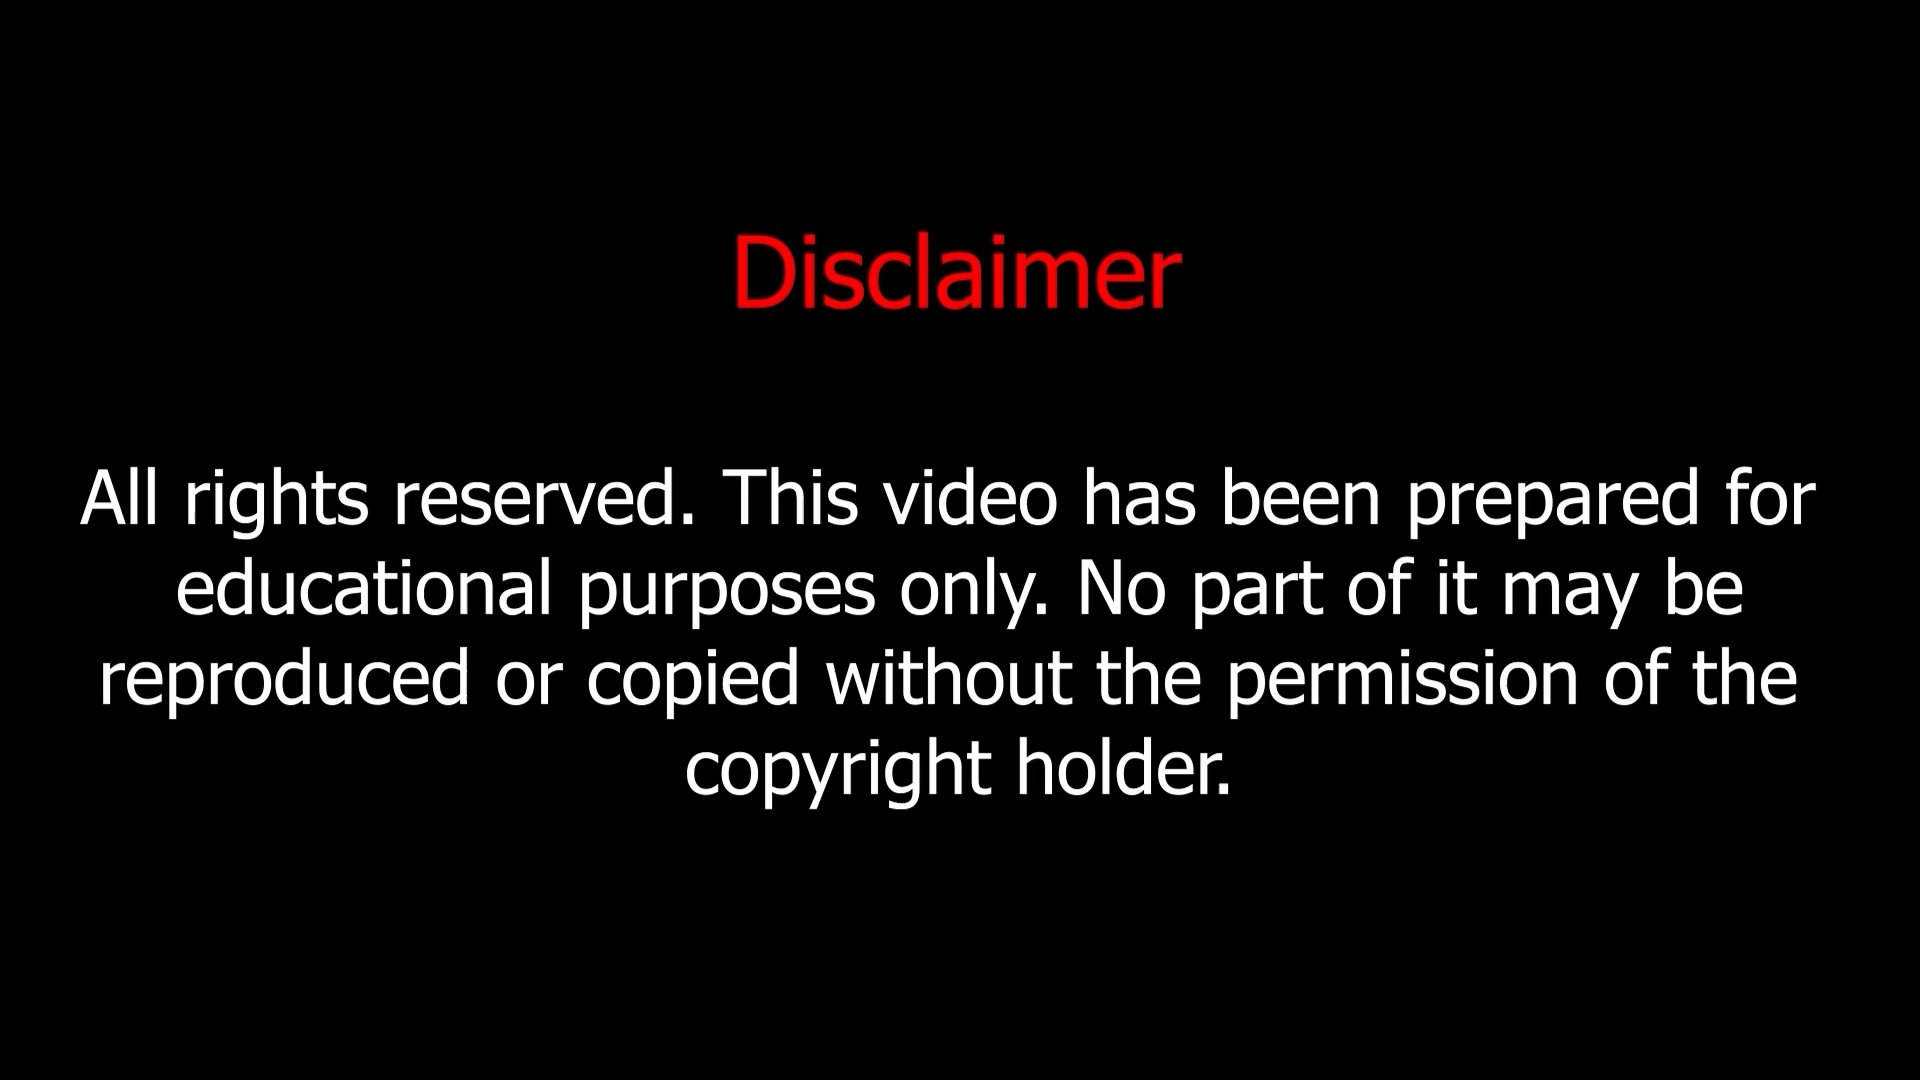 Disclaimer
All rights reserved. This video has been prepared for
educational purposes only. No part of it may be
reproduced or copied without the permission of the
copyright holder.